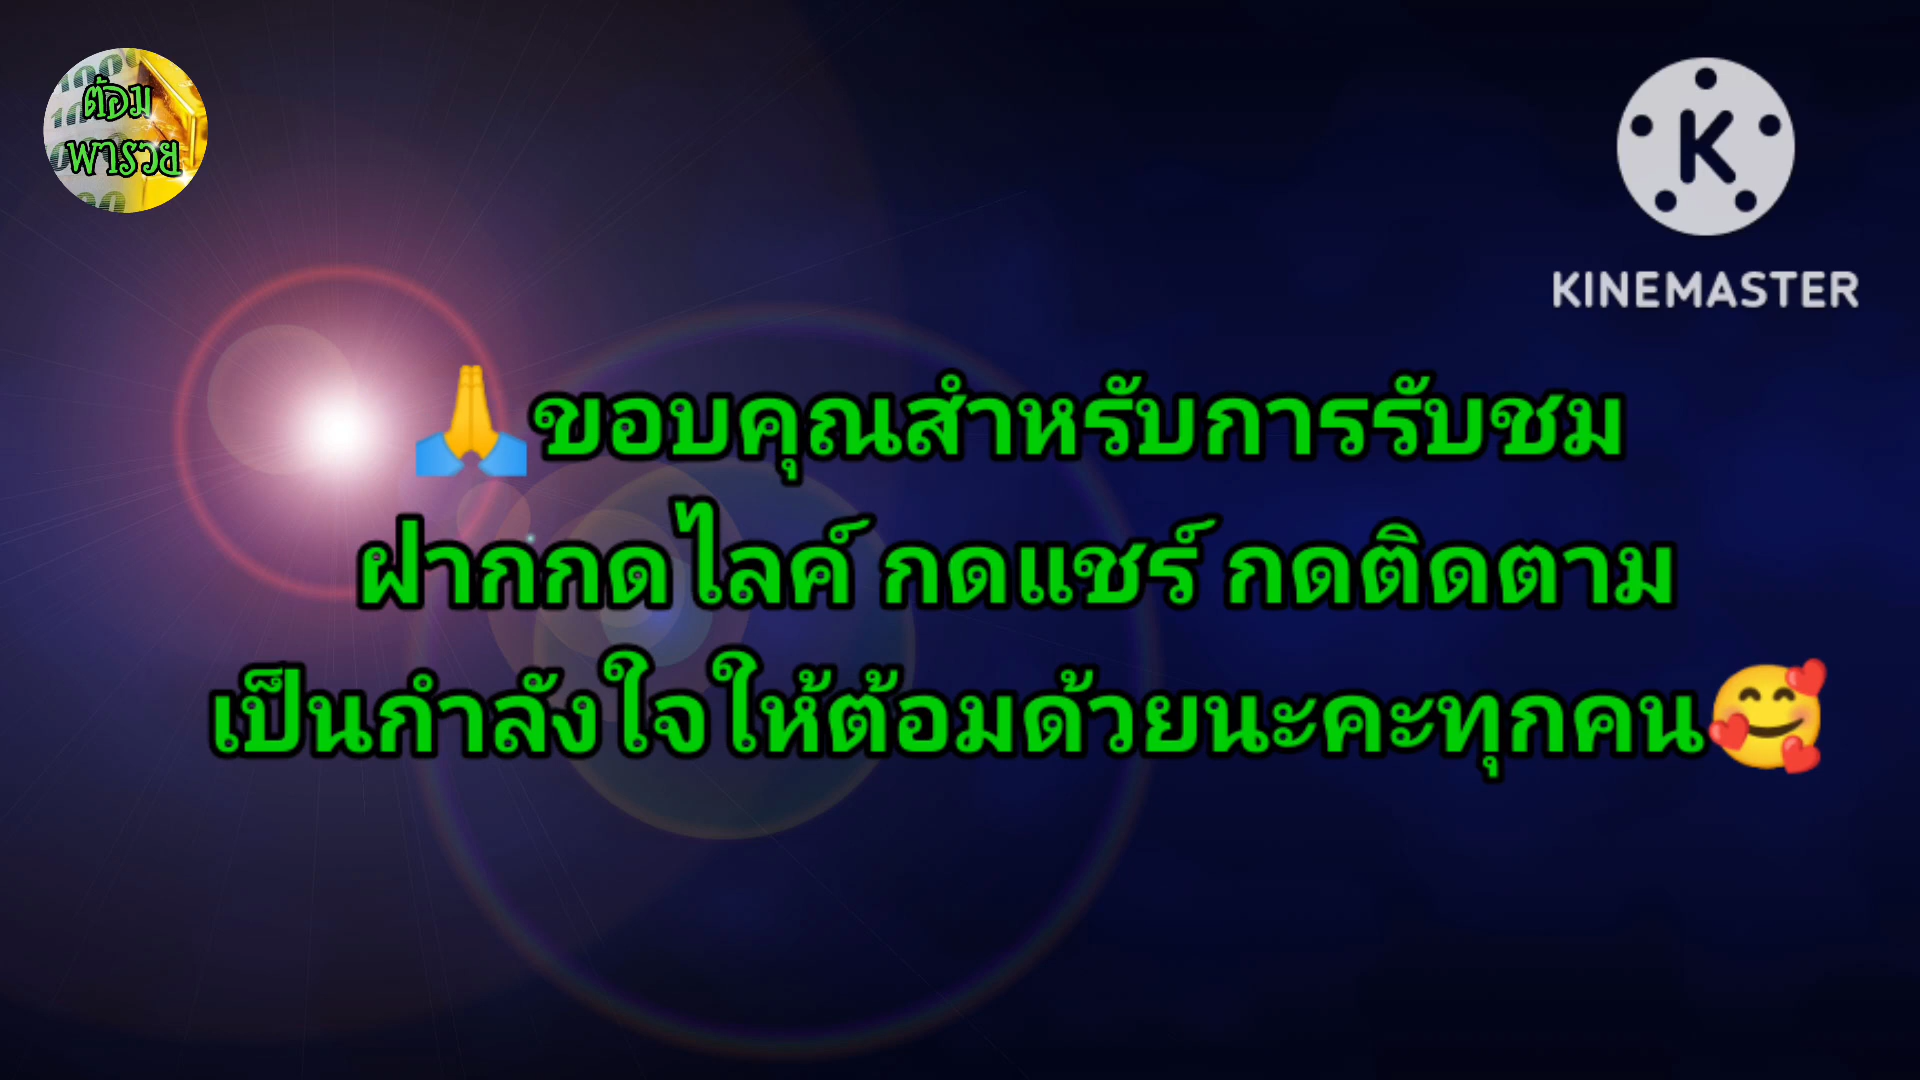 ต้อม
พารวย
K
KINEMASTER
🙏ขอบคุณสำหรับการรับชม
ฝากกดไลค์ กดแชร์ กดติดตาม
เป็นกำลังใจให้ต้อมด้วยนะคะทุกคน🥰